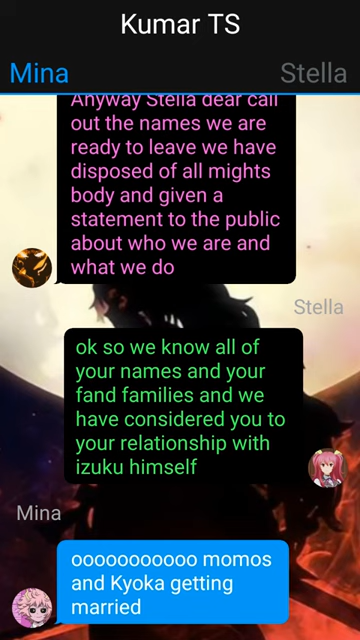 Kumar TS
Mina
Stella
Anyway Stella dear call
out the names we are
ready to leave we have
disposed of all mights
body and given a
statement to the public
about who we are and
what we do
Stella
ok so we know all of
your names and your
fand families and we
have considered you to
your relationship with
izuku himself
Mina
ooooooooooo momos
and Kyoka getting
married